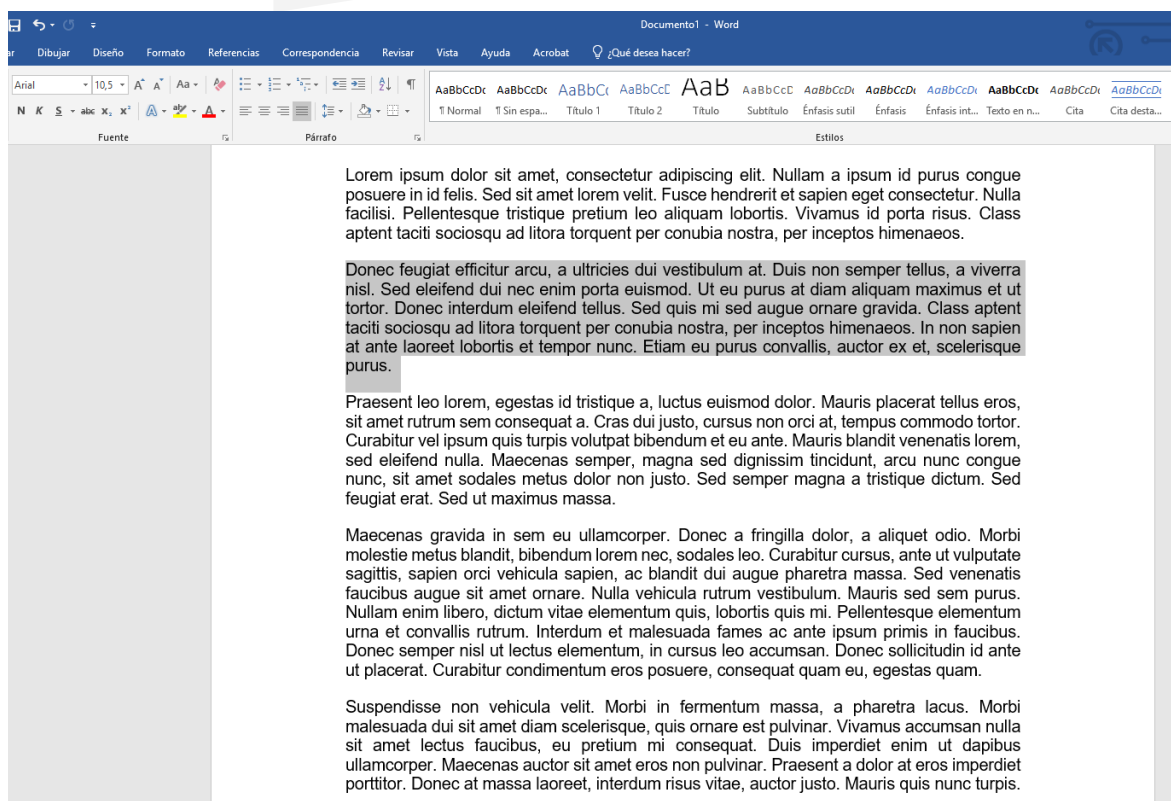 Documento1 - Word
ar Dibujar Diseño Formato Referencias Correspondencia Revisar Vista Ayuda Acrobat ¿Qué desea hacer?
Arial 10,5 A A Aa
AaBbCcDc AaBbCcDc AaBbC( AaBbCcE AaB AaBbCcD AaBbCcDc AaBbCcDc AaBbCcDc AaBbCcDc AaBbCcDc AaBbCcDc
N K S abc X₂ X² A aby A
¶ Normal ¶ Sin espa... Título 1 Título 2 Título Subtítulo Énfasis sutil Énfasis Énfasis int... Texto en n... Cita Cita desta...
Fuente Párrafo Estilos
Lorem ipsum dolor sit amet, consectetur adipiscing elit. Nullam a ipsum id purus congue
posuere in id felis. Sed sit amet lorem velit. Fusce hendrerit et sapien eget consectetur. Nulla
facilisi. Pellentesque tristique pretium leo aliquam lobortis. Vivamus id porta risus. Class
aptent taciti sociosqu ad litora torquent per conubia nostra, per inceptos himenaeos.
Donec feugiat efficitur arcu, a ultricies dui vestibulum at. Duis non semper tellus, a viverra
nisl. Sed eleifend dui nec enim porta euismod. Ut eu purus at diam aliquam maximus et ut
tortor. Donec interdum eleifend tellus. Sed quis mi sed augue ornare gravida. Class aptent
taciti sociosqu ad litora torquent per conubia nostra, per inceptos himenaeos. In non sapien
at ante laoreet lobortis et tempor nunc. Etiam eu purus convallis, auctor ex et, scelerisque
purus.
Praesent leo lorem, egestas id tristique a, luctus euismod dolor. Mauris placerat tellus eros,
sit amet rutrum sem consequat a. Cras dui justo, cursus non orci at, tempus commodo tortor.
Curabitur vel ipsum quis turpis volutpat bibendum et eu ante. Mauris blandit venenatis lorem,
sed eleifend nulla. Maecenas semper, magna sed dignissim tincidunt, arcu nunc congue
nunc, sit amet sodales metus dolor non justo. Sed semper magna a tristique dictum. Sed
feugiat erat. Sed ut maximus massa.
Maecenas gravida in sem eu ullamcorper. Donec a fringilla dolor, a aliquet odio. Morbi
molestie metus blandit, bibendum lorem nec, sodales leo. Curabitur cursus, ante ut vulputate
sagittis, sapien orci vehicula sapien, ac blandit dui augue pharetra massa. Sed venenatis
faucibus augue sit amet ornare. Nulla vehicula rutrum vestibulum. Mauris sed sem purus.
Nullam enim libero, dictum vitae elementum quis, lobortis quis mi. Pellentesque elementum
urna et convallis rutrum. Interdum et malesuada fames ac ante ipsum primis in faucibus.
Donec semper nisl ut lectus elementum, in cursus leo accumsan. Donec sollicitudin id ante
ut placerat. Curabitur condimentum eros posuere, consequat quam eu, egestas quam.
Suspendisse non vehicula velit. Morbi in fermentum massa, a pharetra lacus. Morbi
malesuada dui sit amet diam scelerisque, quis ornare est pulvinar. Vivamus accumsan nulla
sit amet lectus faucibus, eu pretium mi consequat. Duis imperdiet enim ut dapibus
ullamcorper. Maecenas auctor sit amet eros non pulvinar. Praesent a dolor at eros imperdiet
porttitor. Donec at massa laoreet, interdum risus vitae, auctor justo. Mauris quis nunc turpis.